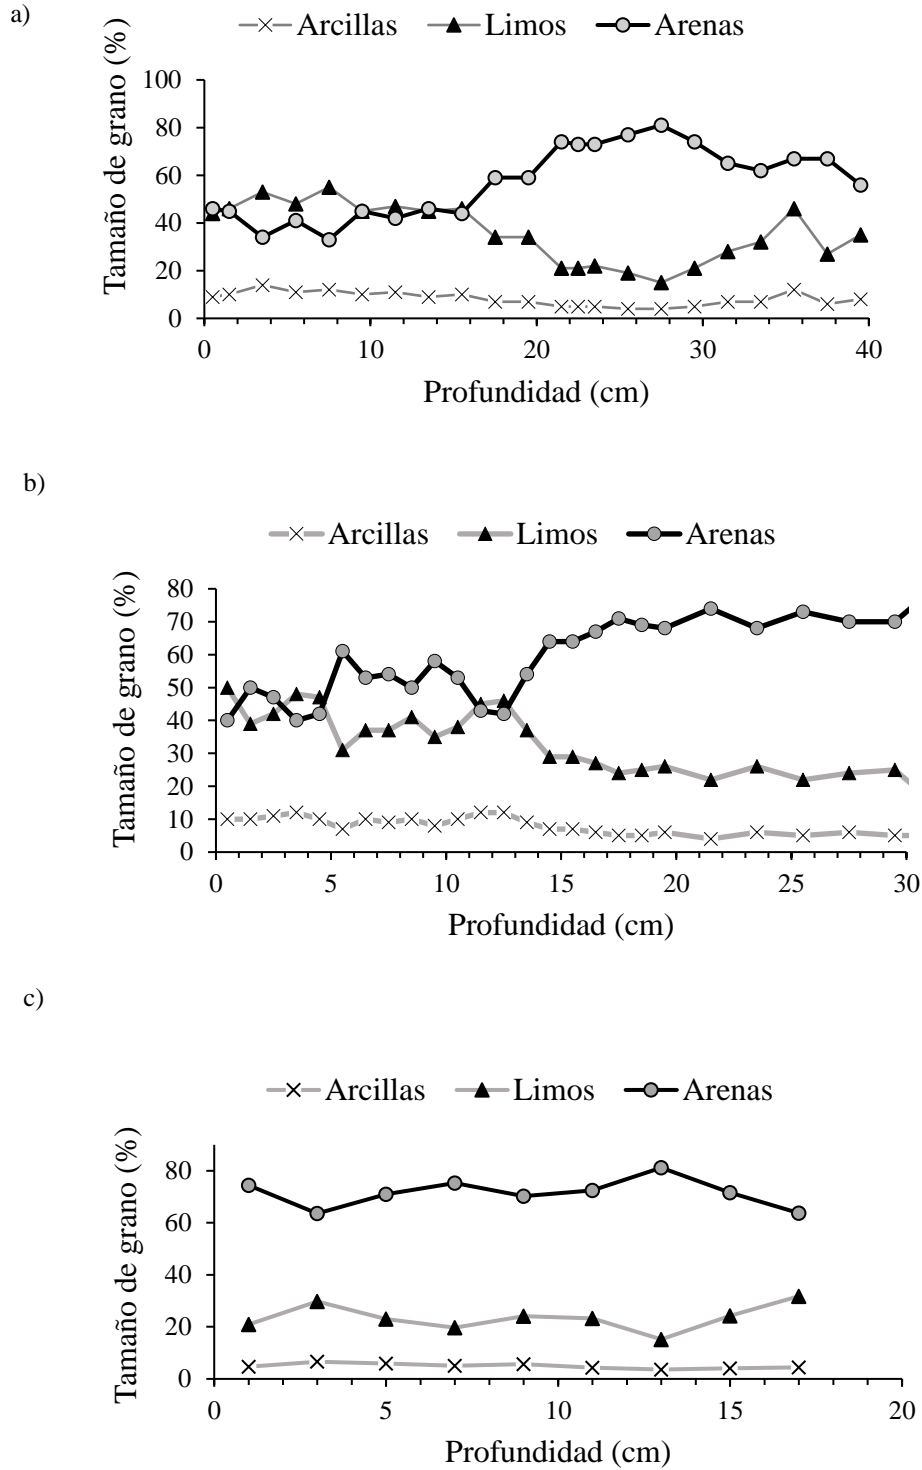 a)
Arcillas Limos Arenas
Tamaño de grano (%)
100
80
60
40
20
0
0 10 20 30 40
Profundidad (cm)
b)
Arcillas Limos Arenas
Tamaño de grano (%)
80
70
60
50
40
30
20
10
0
0 5 10 15 20 25 30
Profundidad (cm)
c)
Arcillas Limos Arenas
Tamaño de grano (%)
80
60
40
20
0
0 5 10 15 20
Profundidad (cm)